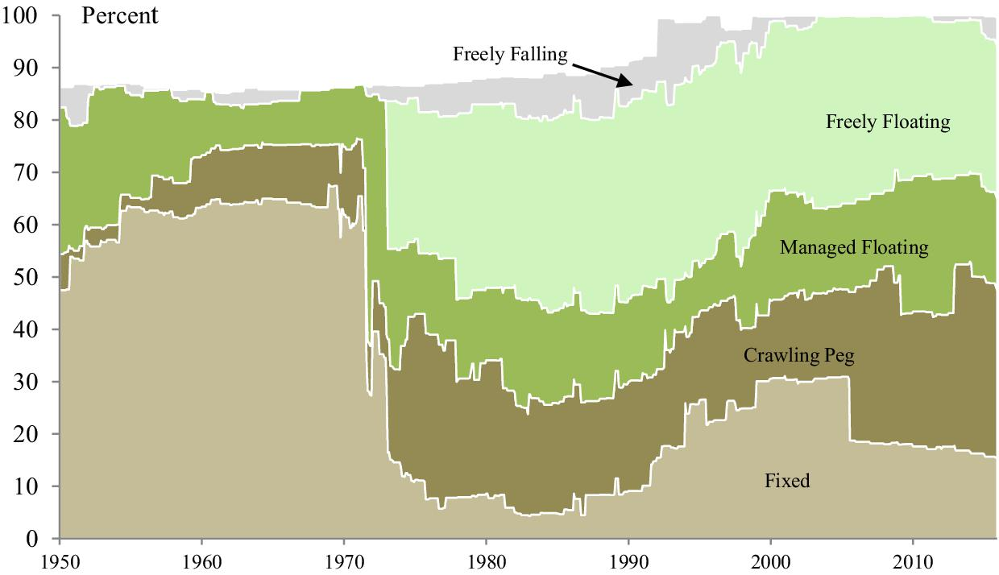 100 Percent
90
80
70
60
50
40
30
20
10
0
Freely Falling
Freely Floating
Managed Floating
Crawling Peg
Fixed
1950 1960 1970 1980 1990 2000 2010